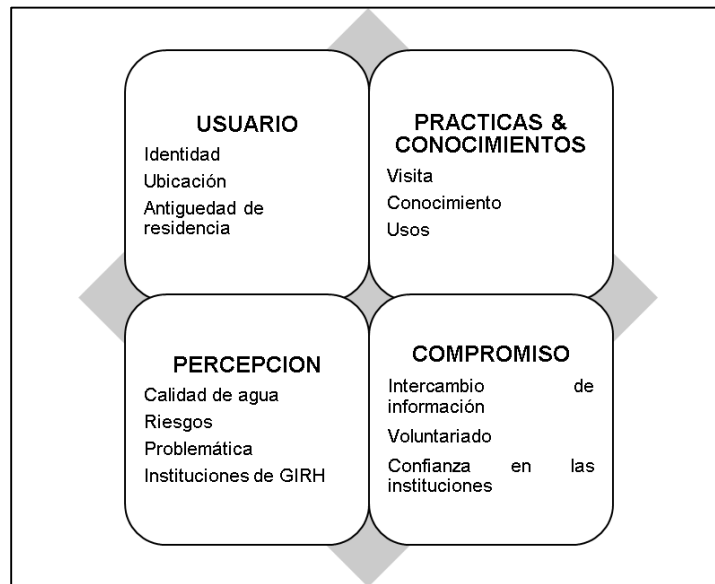 USUARIO
Identidad
Ubicación
Antiguedad de
residencia
PRACTICAS &
CONOCIMIENTOS
Visita
Conocimiento
Usos
PERCEPCION
Calidad de agua
Riesgos
Problemática
Instituciones de GIRH
COMPROMISO
Intercambio de
información
Voluntariado
Confianza en las
instituciones